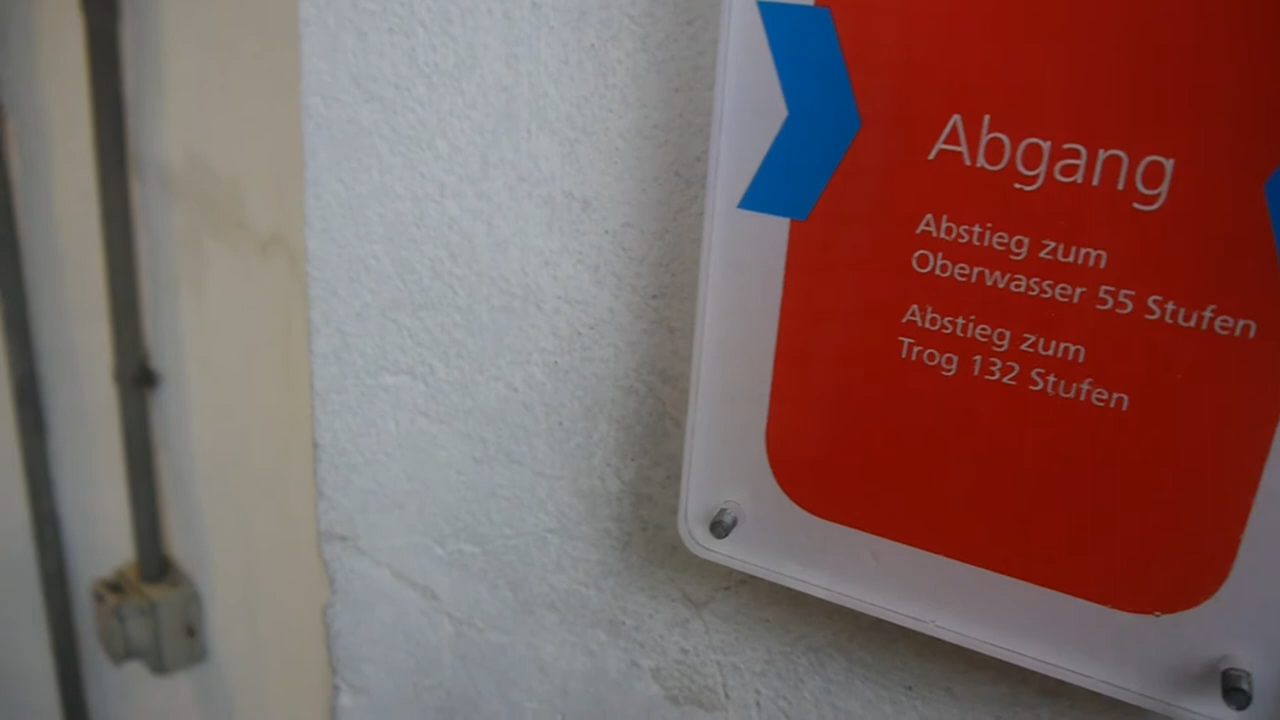 Abgang
Abstieg zum
Oberwasser 55 Stufen
Abstieg zum
Trog 132 Stufen